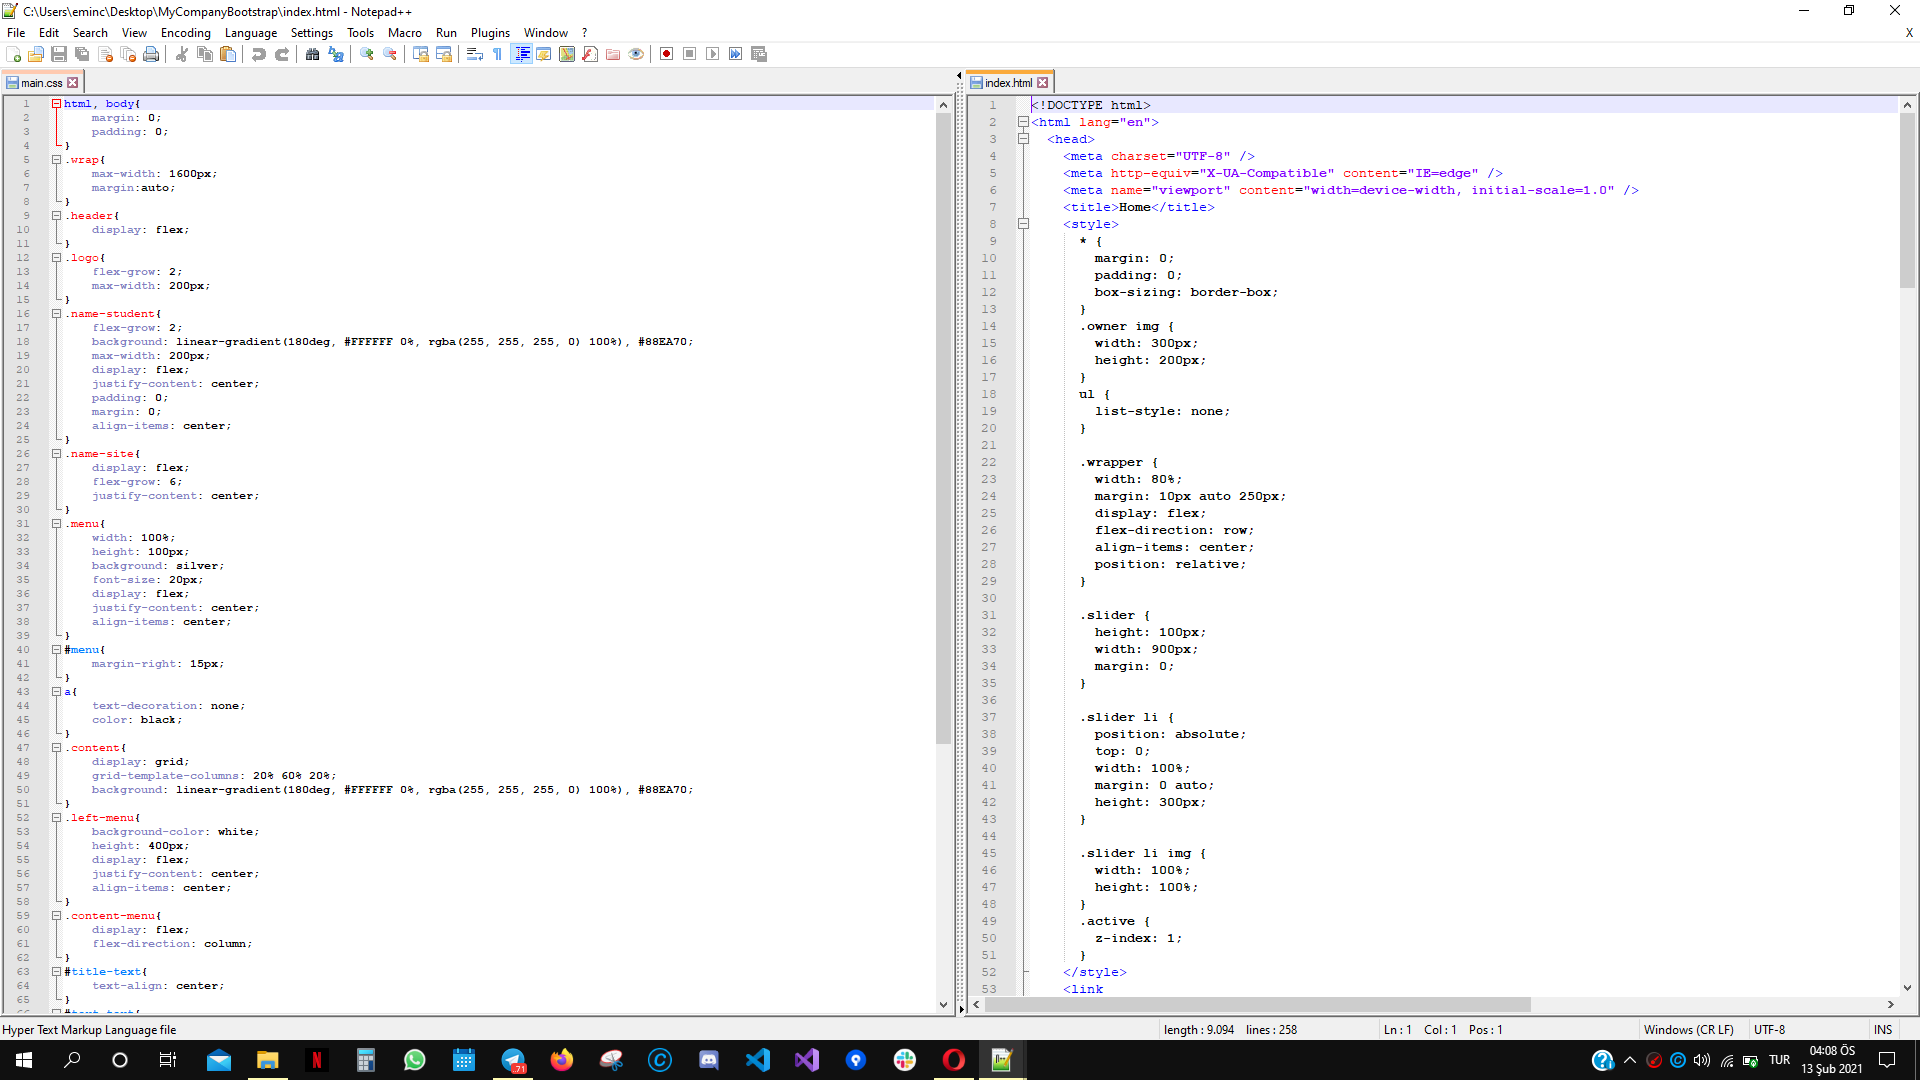 C:\Users\eminc\Desktop\MyCompanyBootstrap\index.html - Notepad++
File Edit Search View Encoding Language Settings Tools Macro Run Plugins Window ? X
main.css
1 html, body{
2 margin: 0;
3 padding: 0;
4 }
5 .wrap{
6 max-width: 1600px;
7 margin:auto;
8 }
9 .header{
10 display: flex;
11 }
12 .logo{
13 flex-grow: 2;
14 max-width: 200px;
15 }
16 .name-student{
17 flex-grow: 2;
18 background: linear-gradient(180deg, #FFFFFF 0%, rgba(255, 255, 255, 0) 100%), #88EA70;
19 max-width: 200px;
20 display: flex;
21 justify-content: center;
22 padding: 0;
23 margin: 0;
24 align-items: center;
25 }
26 .name-site{
27 display: flex;
28 flex-grow: 6;
29 justify-content: center;
30 }
31 .menu{
32 width: 100%;
33 height: 100px;
34 background: silver;
35 font-size: 20px;
36 display: flex;
37 justify-content: center;
38 align-items: center;
39 }
40 #menu{
41 margin-right: 15px;
42 }
43 a{
44 text-decoration: none;
45 color: black;
46 }
47 .content{
48 display: grid;
49 grid-template-columns: 20% 60% 20%;
50 background: linear-gradient(180deg, #FFFFFF 0%, rgba(255, 255, 255, 0) 100%), #88EA70;
51 }
52 .left-menu{
53 background-color: white;
54 height: 400px;
55 display: flex;
56 justify-content: center;
57 align-items: center;
58 }
59 .content-menu{
60 display: flex;
61 flex-direction: column;
62 }
63 #title-text{
64 text-align: center;
65 }
index.html
1 <!DOCTYPE html>
2 <html lang="en">
3 <head>
4 <meta charset="UTF-8" />
5 <meta http-equiv="X-UA-Compatible" content="IE=edge" />
6 <meta name="viewport" content="width=device-width, initial-scale=1.0" />
7 <title>Home</title>
8 <style>
9 * {
10 margin: 0;
11 padding: 0;
12 box-sizing: border-box;
13 }
14 .owner img {
15 width: 300px;
16 height: 200px;
17 }
18 ul {
19 list-style: none;
20 }
21
22 .wrapper {
23 width: 80%;
24 margin: 10px auto 250px;
25 display: flex;
26 flex-direction: row;
27 align-items: center;
28 position: relative;
29 }
30
31 .slider {
32 height: 100px;
33 width: 900px;
34 margin: 0;
35 }
36
37 .slider li {
38 position: absolute;
39 top: 0;
40 width: 100%;
41 margin: 0 auto;
42 height: 300px;
43 }
44
45 .slider li img {
46 width: 100%;
47 height: 100%;
48 }
49 .active {
50 z-index: 1;
51 }
52 </style>
53 <link
Hyper Text Markup Language file length : 9.094 lines : 258 Ln : 1 Col : 1 Pos : 1 Windows (CR LF) UTF-8 INS
71 TUR 04:08 ÖS
13 Şub 2021